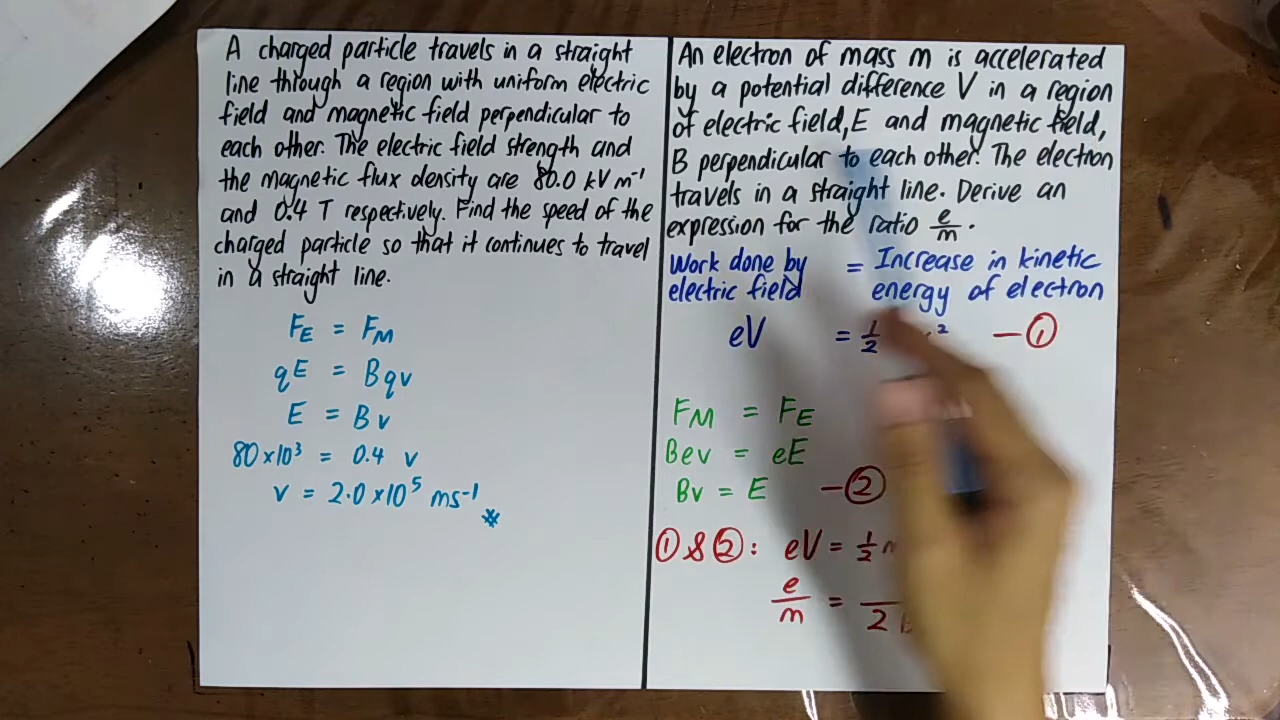 A charged particle travels in a straight
line through a region with uniform electric
field and magnetic field perpendicular to
each other. The electric field strength and
the magnetic flux density are 80.0 kV m⁻¹
and 0.4 T respectively. Find the speed of the
charged particle so that it continues to travel
in a straight line.
F_E = F_M
qE = Bqv
E = Bv
80×10³ = 0.4 v
v = 2.0×10⁵ ms⁻¹ *
An electron of mass m is accelerated
by a potential difference V in a region
of electric field, E and magnetic field,
B perpendicular to each other. The electron
travels in a straight line. Derive an
expression for the ratio e/m.
Work done by = Increase in kinetic
electric field energy of electron
eV = ½ ² – ①
F_M = F_E
Bev = eE
Bv = E – ②
① & ②: eV = ½ m
e/m = 2